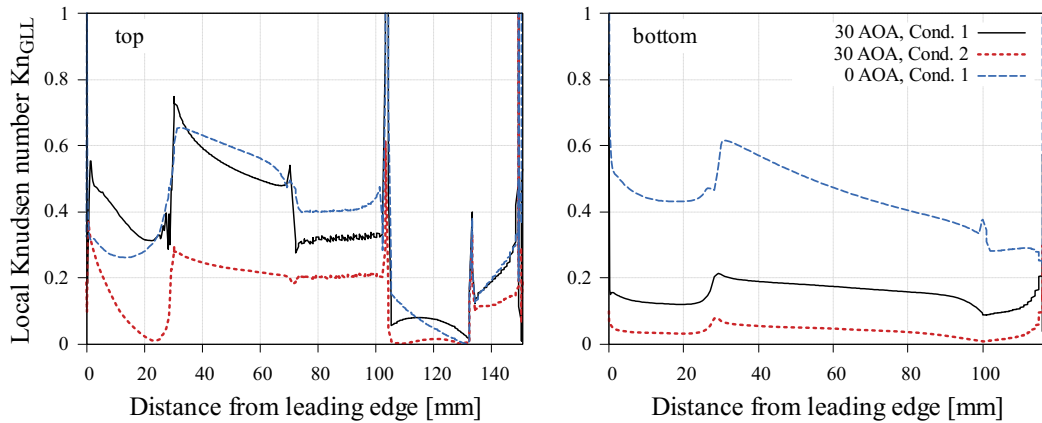 Local Knudsen number Kn_GLL
1
0.8
0.6
0.4
0.2
0
top
0 20 40 60 80 100 120 140
Distance from leading edge [mm]
1
0.8
0.6
0.4
0.2
0
bottom
30 AOA, Cond. 1
30 AOA, Cond. 2
0 AOA, Cond. 1
0 20 40 60 80 100
Distance from leading edge [mm]